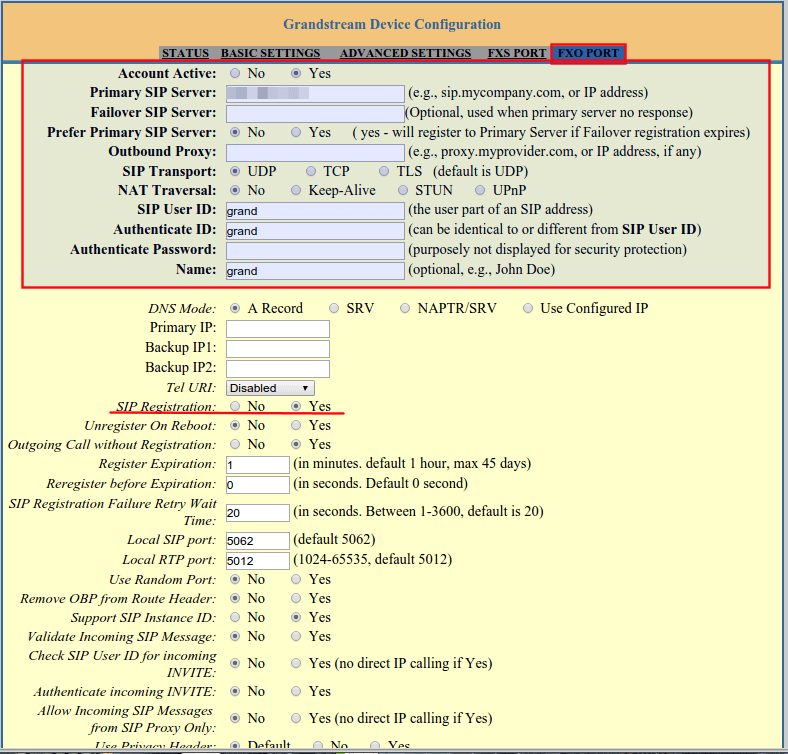 Grandstream Device Configuration
STATUS BASIC SETTINGS ADVANCED SETTINGS FXS PORT FXO PORT
Account Active: No Yes
Primary SIP Server: (e.g., sip.mycompany.com, or IP address)
Failover SIP Server: (Optional, used when primary server no response)
Prefer Primary SIP Server: No Yes ( yes - will register to Primary Server if Failover registration expires)
Outbound Proxy: (e.g., proxy.myprovider.com, or IP address, if any)
SIP Transport: UDP TCP TLS (default is UDP)
NAT Traversal: No Keep-Alive STUN UPnP
SIP User ID: grand (the user part of an SIP address)
Authenticate ID: grand (can be identical to or different from SIP User ID)
Authenticate Password: (purposely not displayed for security protection)
Name: grand (optional, e.g., John Doe)
DNS Mode: A Record SRV NAPTR/SRV Use Configured IP
Primary IP:
Backup IP1:
Backup IP2:
Tel URI: Disabled
SIP Registration: No Yes
Unregister On Reboot: No Yes
Outgoing Call without Registration: No Yes
Register Expiration: 1 (in minutes. default 1 hour, max 45 days)
Reregister before Expiration: 0 (in seconds. Default 0 second)
SIP Registration Failure Retry Wait
Time: 20 (in seconds. Between 1-3600, default is 20)
Local SIP port: 5062 (default 5062)
Local RTP port: 5012 (1024-65535, default 5012)
Use Random Port: No Yes
Remove OBP from Route Header: No Yes
Support SIP Instance ID: No Yes
Validate Incoming SIP Message: No Yes
Check SIP User ID for incoming
INVITE: No Yes (no direct IP calling if Yes)
Authenticate incoming INVITE: No Yes
Allow Incoming SIP Messages
from SIP Proxy Only: No Yes (no direct IP calling if Yes)
Use Privacy Header: Default No Yes